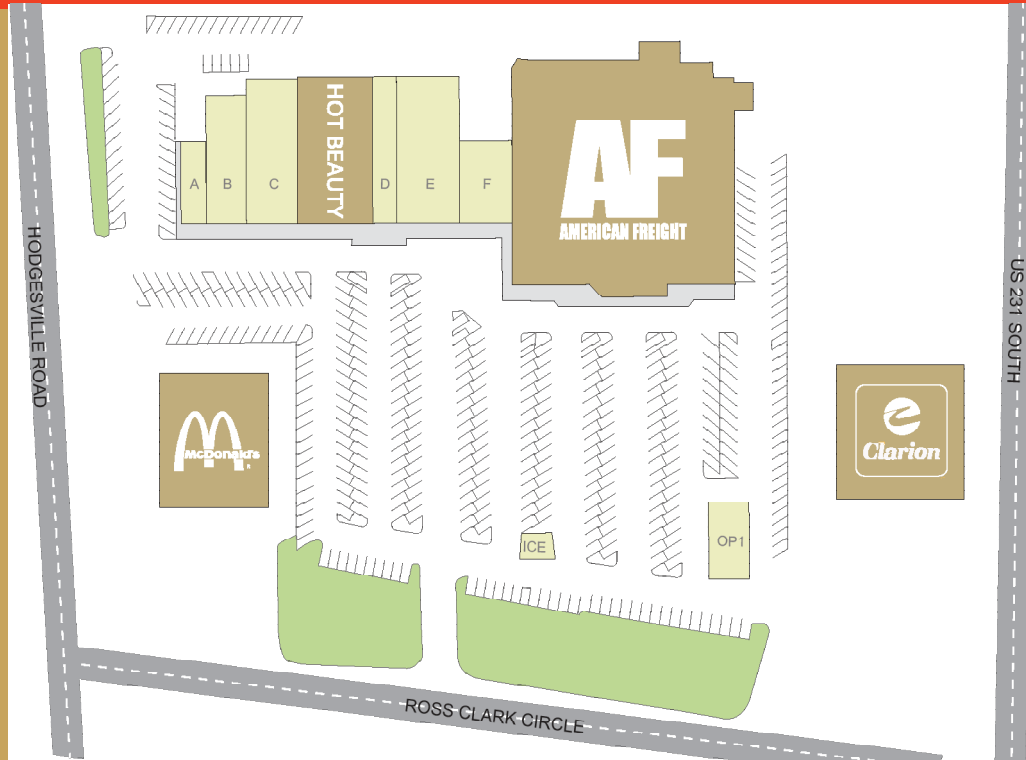 HOT BEAUTY
A
B
C
D
E
F
AF
AMERICAN FREIGHT
HODGESVILLE ROAD
US 231 SOUTH
McDonald's
Clarion
ICE
OP1
ROSS CLARK CIRCLE